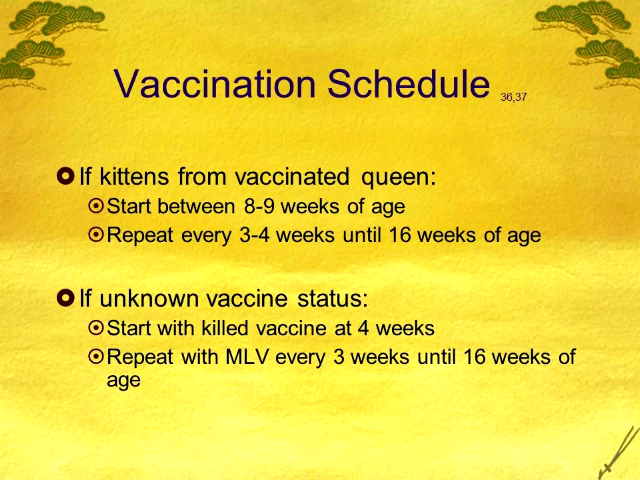 Vaccination Schedule 36,37
If kittens from vaccinated queen:
Start between 8-9 weeks of age
Repeat every 3-4 weeks until 16 weeks of age
If unknown vaccine status:
Start with killed vaccine at 4 weeks
Repeat with MLV every 3 weeks until 16 weeks of
age